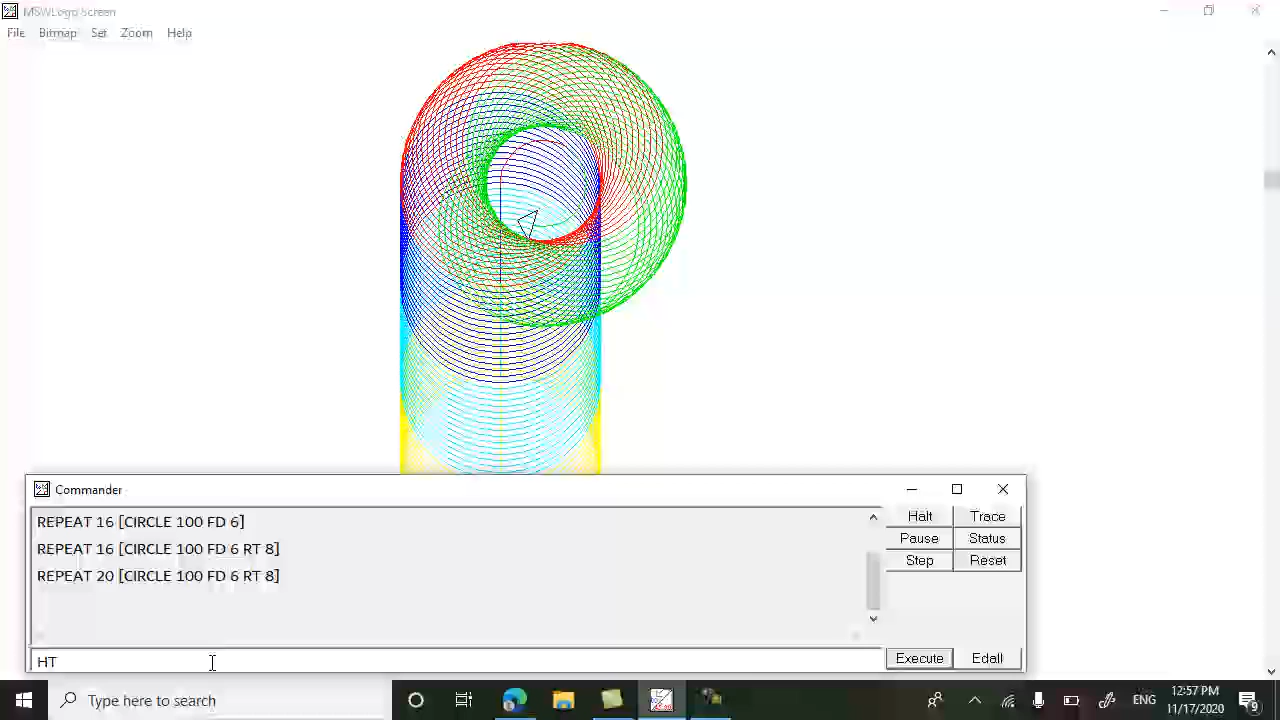 MSWLogo Screen
File Bitmap Set Zoom Help
Commander
REPEAT 16 [CIRCLE 100 FD 6]
REPEAT 16 [CIRCLE 100 FD 6 RT 8]
REPEAT 20 [CIRCLE 100 FD 6 RT 8]
Halt Trace
Pause Status
Step Reset
HT
Execute Edall
Type here to search
ENG
12:57 PM
11/17/2020
9